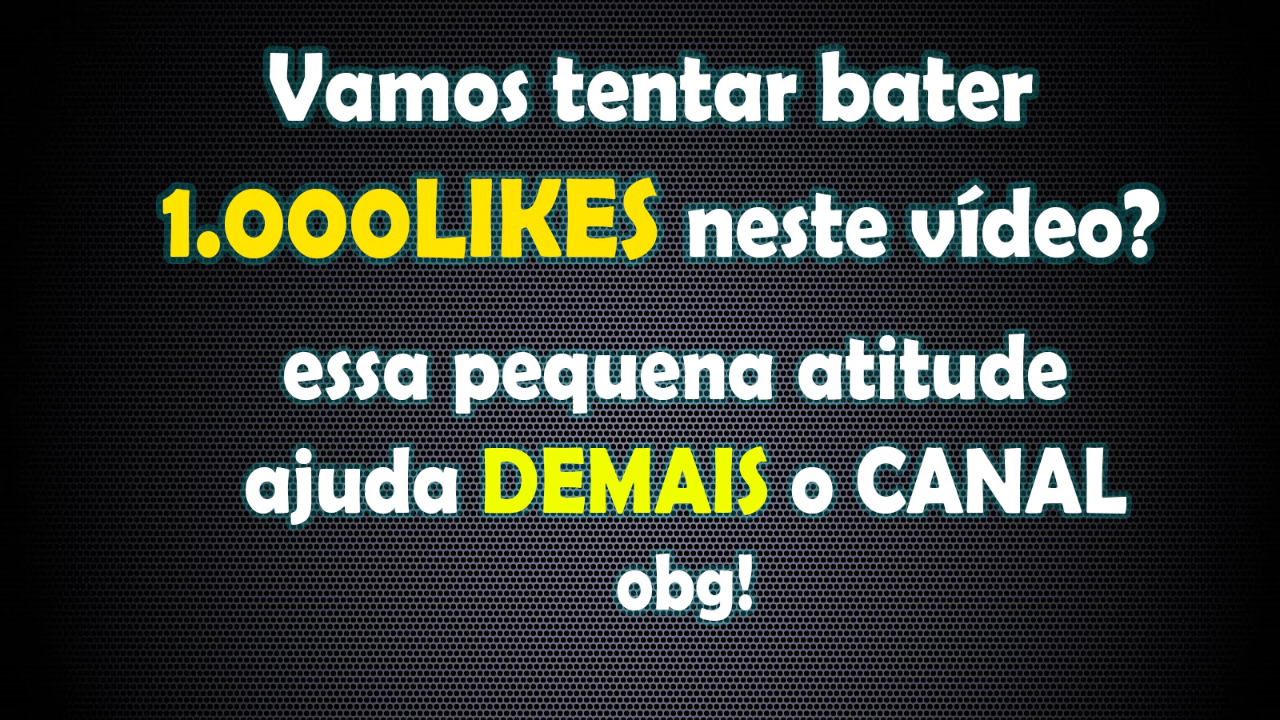 Vamos tentar bater
1.000LIKES neste vídeo?
essa pequena atitude
ajuda DEMAIS o CANAL
obg!